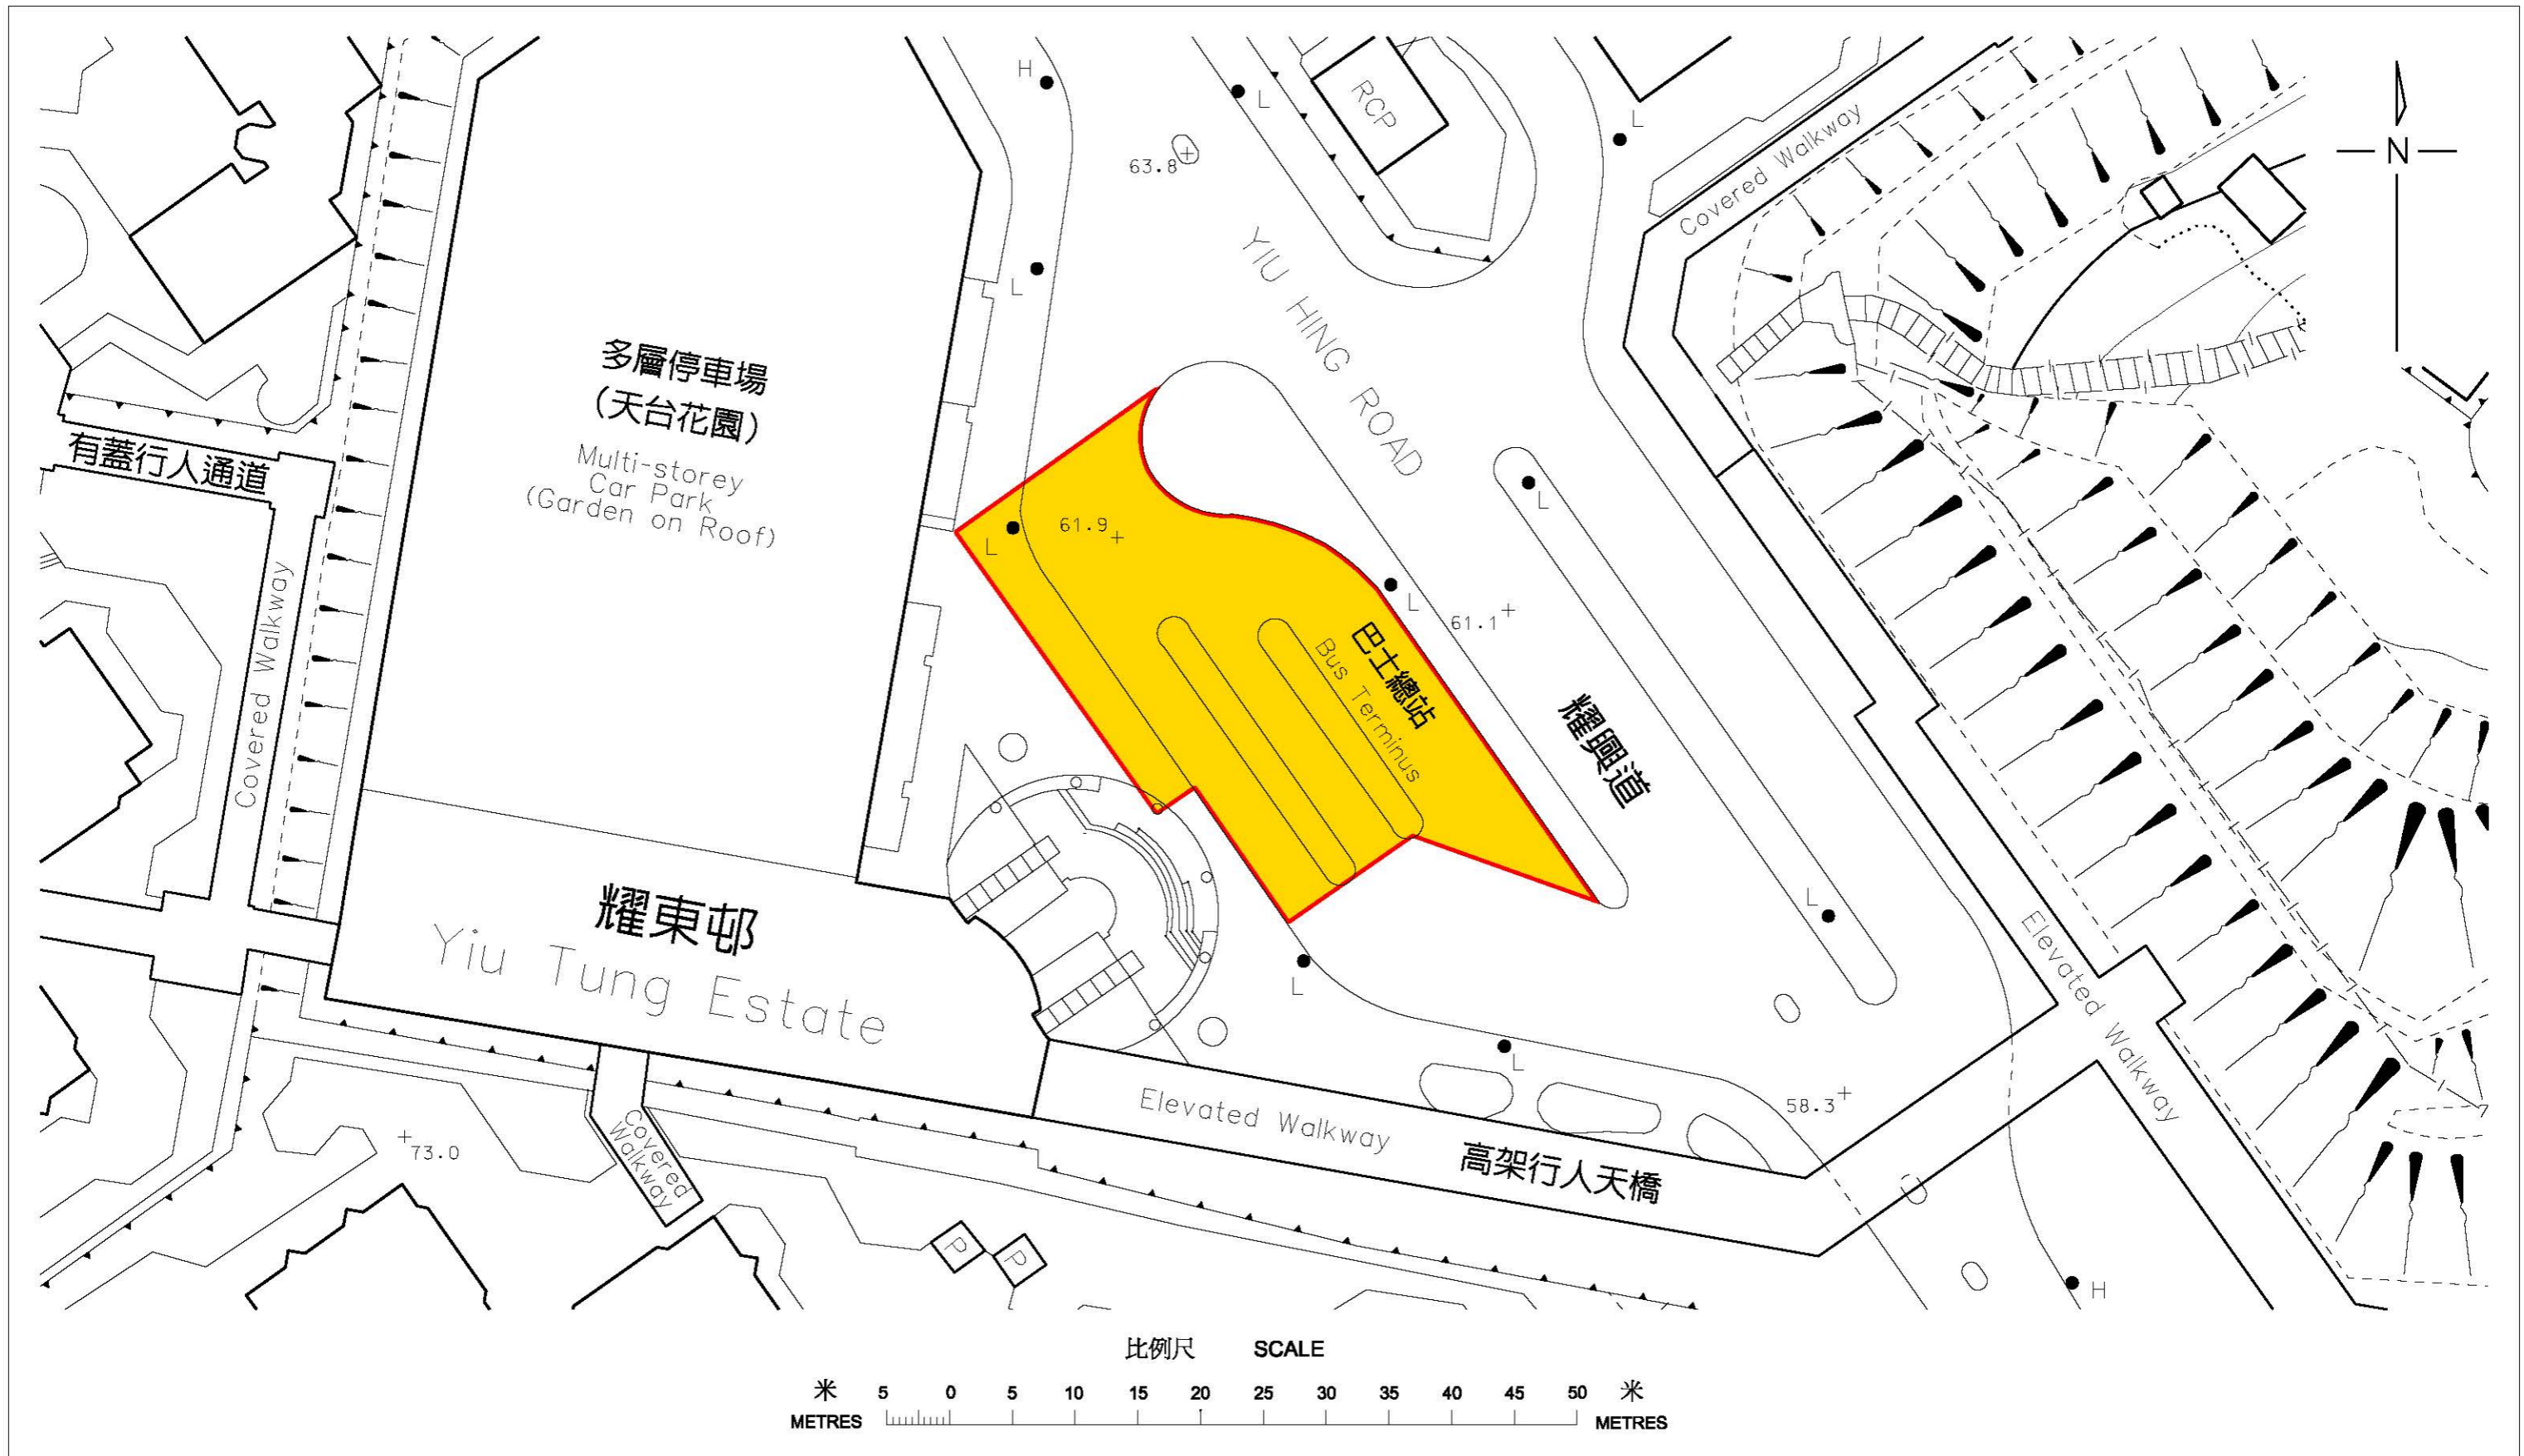 H
L
RCP
L
N
63.8
Covered Walkway
L
YIU HING ROAD
多層停車場
(天台花園)
Multi-storey
Car Park
(Garden on Roof)
有蓋行人通道
L
61.9
L
L
61.1
Covered Walkway
巴士總站
Bus Terminus
耀興道
耀東邨
Yiu Tung Estate
L
L
Elevated Walkway
L
58.3
Elevated Walkway
高架行人天橋
73.0
Covered
Walkway
P
P
H
比例尺 SCALE
米 5 0 5 10 15 20 25 30 35 40 45 50 米
METRES METRES